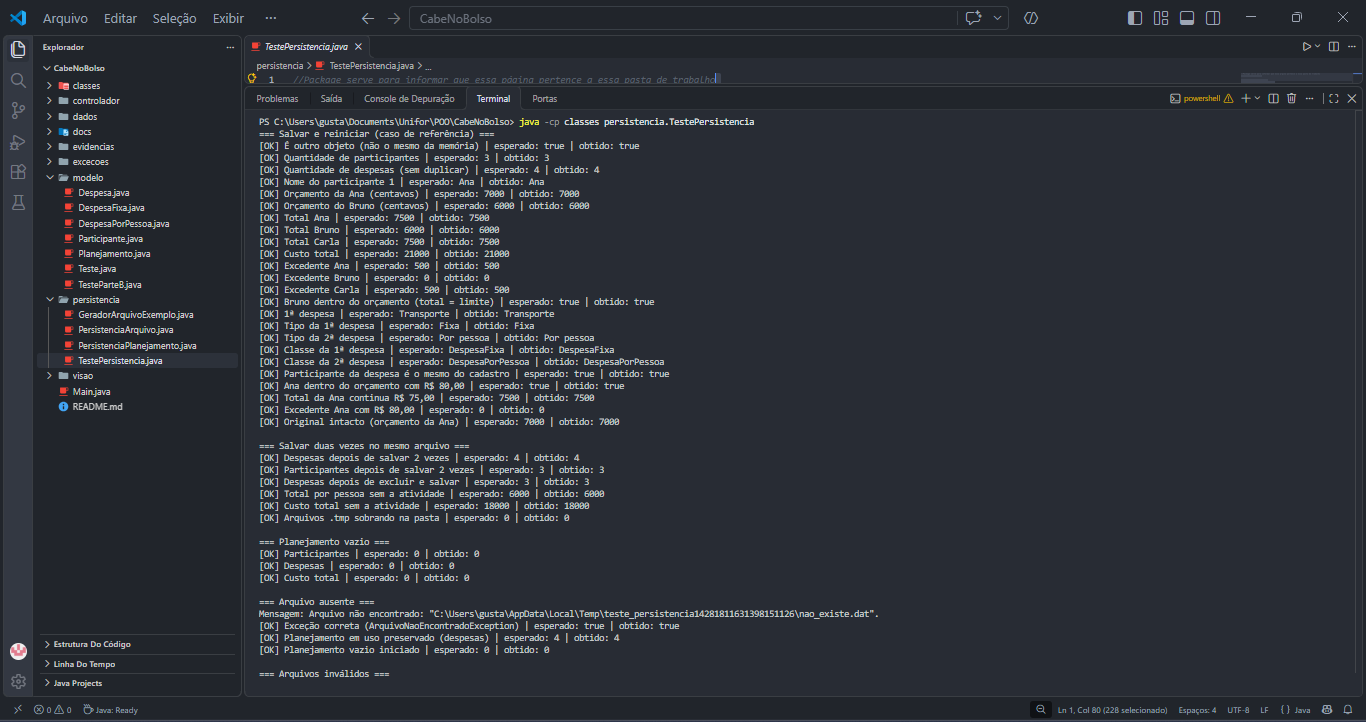 Arquivo Editar Seleção Exibir ··· CabeNoBolso
Explorador ···
CabeNoBolso
classes
controlador
dados
docs
evidencias
excecoes
modelo
Despesa.java
DespesaFixa.java
DespesaPorPessoa.java
Participante.java
Planejamento.java
Teste.java
TesteParteB.java
persistencia
GeradorArquivoExemplo.java
PersistenciaArquivo.java
PersistenciaPlanejamento.java
TestePersistencia.java
visao
Main.java
README.md
Estrutura Do Código
Linha Do Tempo
Java Projects
TestePersistencia.java
persistencia > TestePersistencia.java > ...
1 //Package serve para informar que essa página pertence a essa pasta de trabalho
Problemas Saída Console de Depuração Terminal Portas powershell
PS C:\Users\gusta\Documents\Unifor\POO\CabeNoBolso> java -cp classes persistencia.TestePersistencia
=== Salvar e reiniciar (caso de referência) ===
[OK] É outro objeto (não o mesmo da memória) | esperado: true | obtido: true
[OK] Quantidade de participantes | esperado: 3 | obtido: 3
[OK] Quantidade de despesas (sem duplicar) | esperado: 4 | obtido: 4
[OK] Nome do participante 1 | esperado: Ana | obtido: Ana
[OK] Orçamento da Ana (centavos) | esperado: 7000 | obtido: 7000
[OK] Orçamento do Bruno (centavos) | esperado: 6000 | obtido: 6000
[OK] Total Ana | esperado: 7500 | obtido: 7500
[OK] Total Bruno | esperado: 6000 | obtido: 6000
[OK] Total Carla | esperado: 7500 | obtido: 7500
[OK] Custo total | esperado: 21000 | obtido: 21000
[OK] Excedente Ana | esperado: 500 | obtido: 500
[OK] Excedente Bruno | esperado: 0 | obtido: 0
[OK] Excedente Carla | esperado: 500 | obtido: 500
[OK] Bruno dentro do orçamento (total = limite) | esperado: true | obtido: true
[OK] 1ª despesa | esperado: Transporte | obtido: Transporte
[OK] Tipo da 1ª despesa | esperado: Fixa | obtido: Fixa
[OK] Tipo da 2ª despesa | esperado: Por pessoa | obtido: Por pessoa
[OK] Classe da 1ª despesa | esperado: DespesaFixa | obtido: DespesaFixa
[OK] Classe da 2ª despesa | esperado: DespesaPorPessoa | obtido: DespesaPorPessoa
[OK] Participante da despesa é o mesmo do cadastro | esperado: true | obtido: true
[OK] Ana dentro do orçamento com R$ 80,00 | esperado: true | obtido: true
[OK] Total da Ana continua R$ 75,00 | esperado: 7500 | obtido: 7500
[OK] Excedente Ana com R$ 80,00 | esperado: 0 | obtido: 0
[OK] Original intacto (orçamento da Ana) | esperado: 7000 | obtido: 7000
=== Salvar duas vezes no mesmo arquivo ===
[OK] Despesas depois de salvar 2 vezes | esperado: 4 | obtido: 4
[OK] Participantes depois de salvar 2 vezes | esperado: 3 | obtido: 3
[OK] Despesas depois de excluir e salvar | esperado: 3 | obtido: 3
[OK] Total por pessoa sem a atividade | esperado: 6000 | obtido: 6000
[OK] Custo total sem a atividade | esperado: 18000 | obtido: 18000
[OK] Arquivos .tmp sobrando na pasta | esperado: 0 | obtido: 0
=== Planejamento vazio ===
[OK] Participantes | esperado: 0 | obtido: 0
[OK] Despesas | esperado: 0 | obtido: 0
[OK] Custo total | esperado: 0 | obtido: 0
=== Arquivo ausente ===
Mensagem: Arquivo não encontrado: "C:\Users\gusta\AppData\Local\Temp\teste_persistencia14281811631398151126\nao_existe.dat".
[OK] Exceção correta (ArquivoNaoEncontradoException) | esperado: true | obtido: true
[OK] Planejamento em uso preservado (despesas) | esperado: 4 | obtido: 4
[OK] Planejamento vazio iniciado | esperado: 0 | obtido: 0
=== Arquivos inválidos ===
0 0 Java: Ready Ln 1, Col 80 (228 selecionado) Espaços: 4 UTF-8 LF { } Java